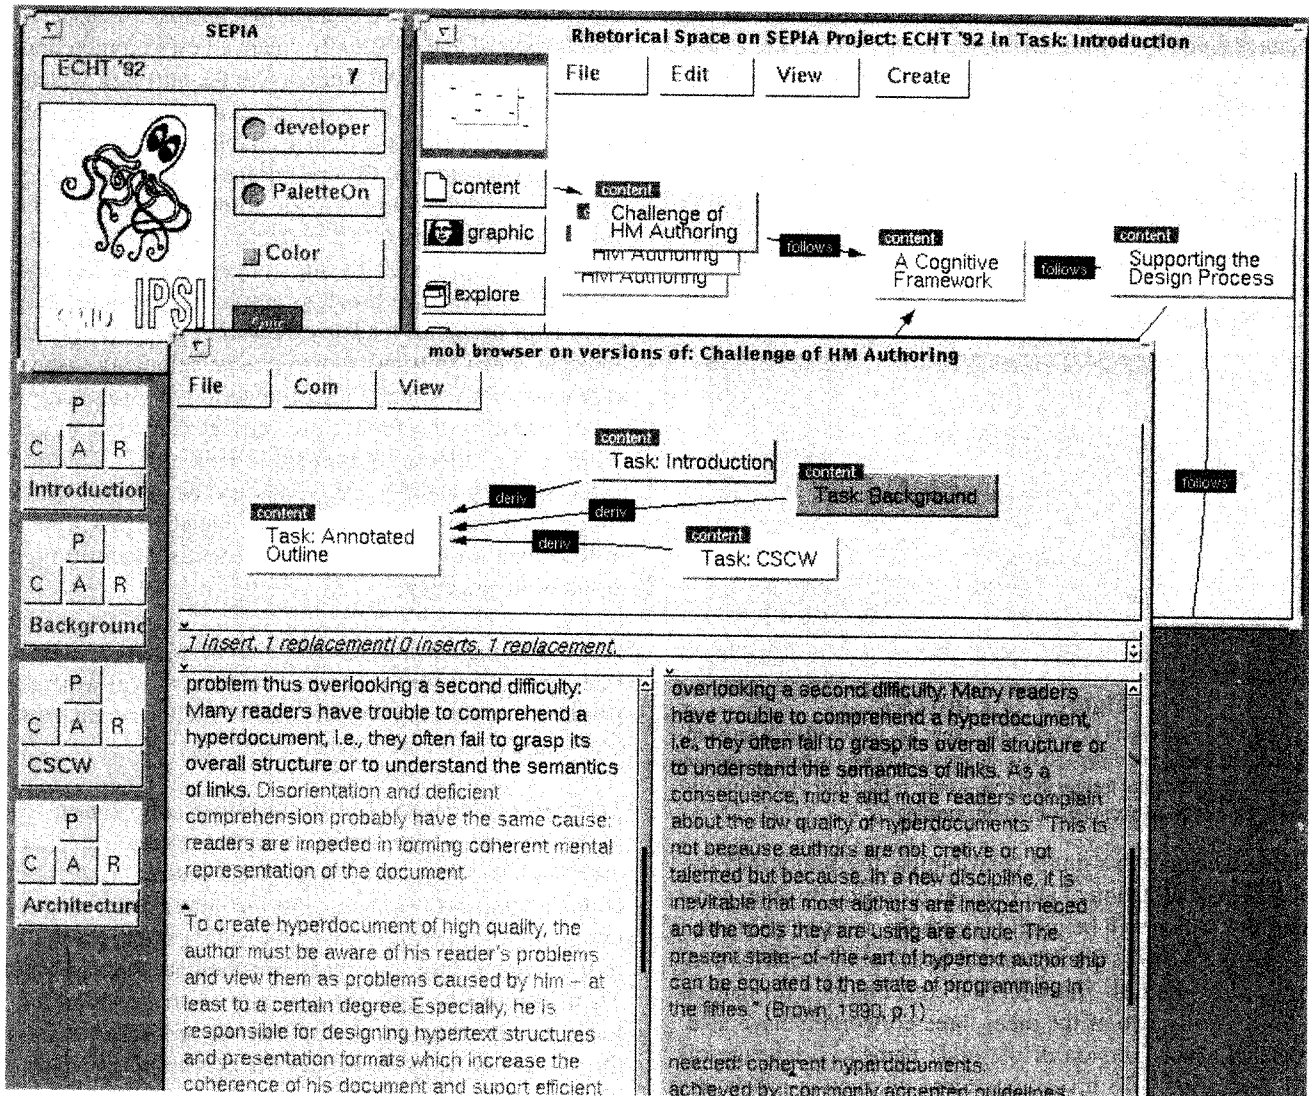 SEPIA
ECHT '92
developer
PaletteOn
Color
IPSI
Rhetorical Space on SEPIA Project: ECHT '92 in Task: Introduction
File Edit View Create
content
graphic
explore
content
Challenge of
HM Authoring
HM Authoring
HM Authoring
follows
content
A Cognitive
Framework
follows
content
Supporting the
Design Process
follows
P
C A R
Introduction
P
C A R
Background
P
C A R
CSCW
P
C A R
Architecture
mob browser on versions of: Challenge of HM Authoring
File Com View
content
Task: Introduction
content
Task: Background
deriv
deriv
deriv
content
Task: Annotated
Outline
content
Task: CSCW
1 insert, 1 replacement| 0 inserts, 1 replacement,
problem thus overlooking a second difficulty:
Many readers have trouble to comprehend a
hyperdocument, i.e., they often fail to grasp its
overall structure or to understand the semantics
of links. Disorientation and deficient
comprehension probably have the same cause:
readers are impeded in forming coherent mental
representation of the document.
To create hyperdocument of high quality, the
author must be aware of his reader's problems
and view them as problems caused by him - at
least to a certain degree. Especially, he is
responsible for designing hypertext structures
and presentation formats which increase the
coherence of his document and suport efficient
overlooking a second difficulty: Many readers
have trouble to comprehend a hyperdocument,
i.e., they often fail to grasp its overall structure or
to understand the semantics of links. As a
consequence, more and more readers complain
about the low quality of hyperdocuments: "This is
not because authors are not cretive or not
talented but because, in a new discipline, it is
inevitable that most authors are inexperineced
and the tools they are using are crude. The
present state-of-the-art of hypertext authorship
can be equated to the state of programming in
the fifties." (Brown, 1990, p.1).
needed: coherent hyperdocuments.
achieved by: commonly accepted guidelines